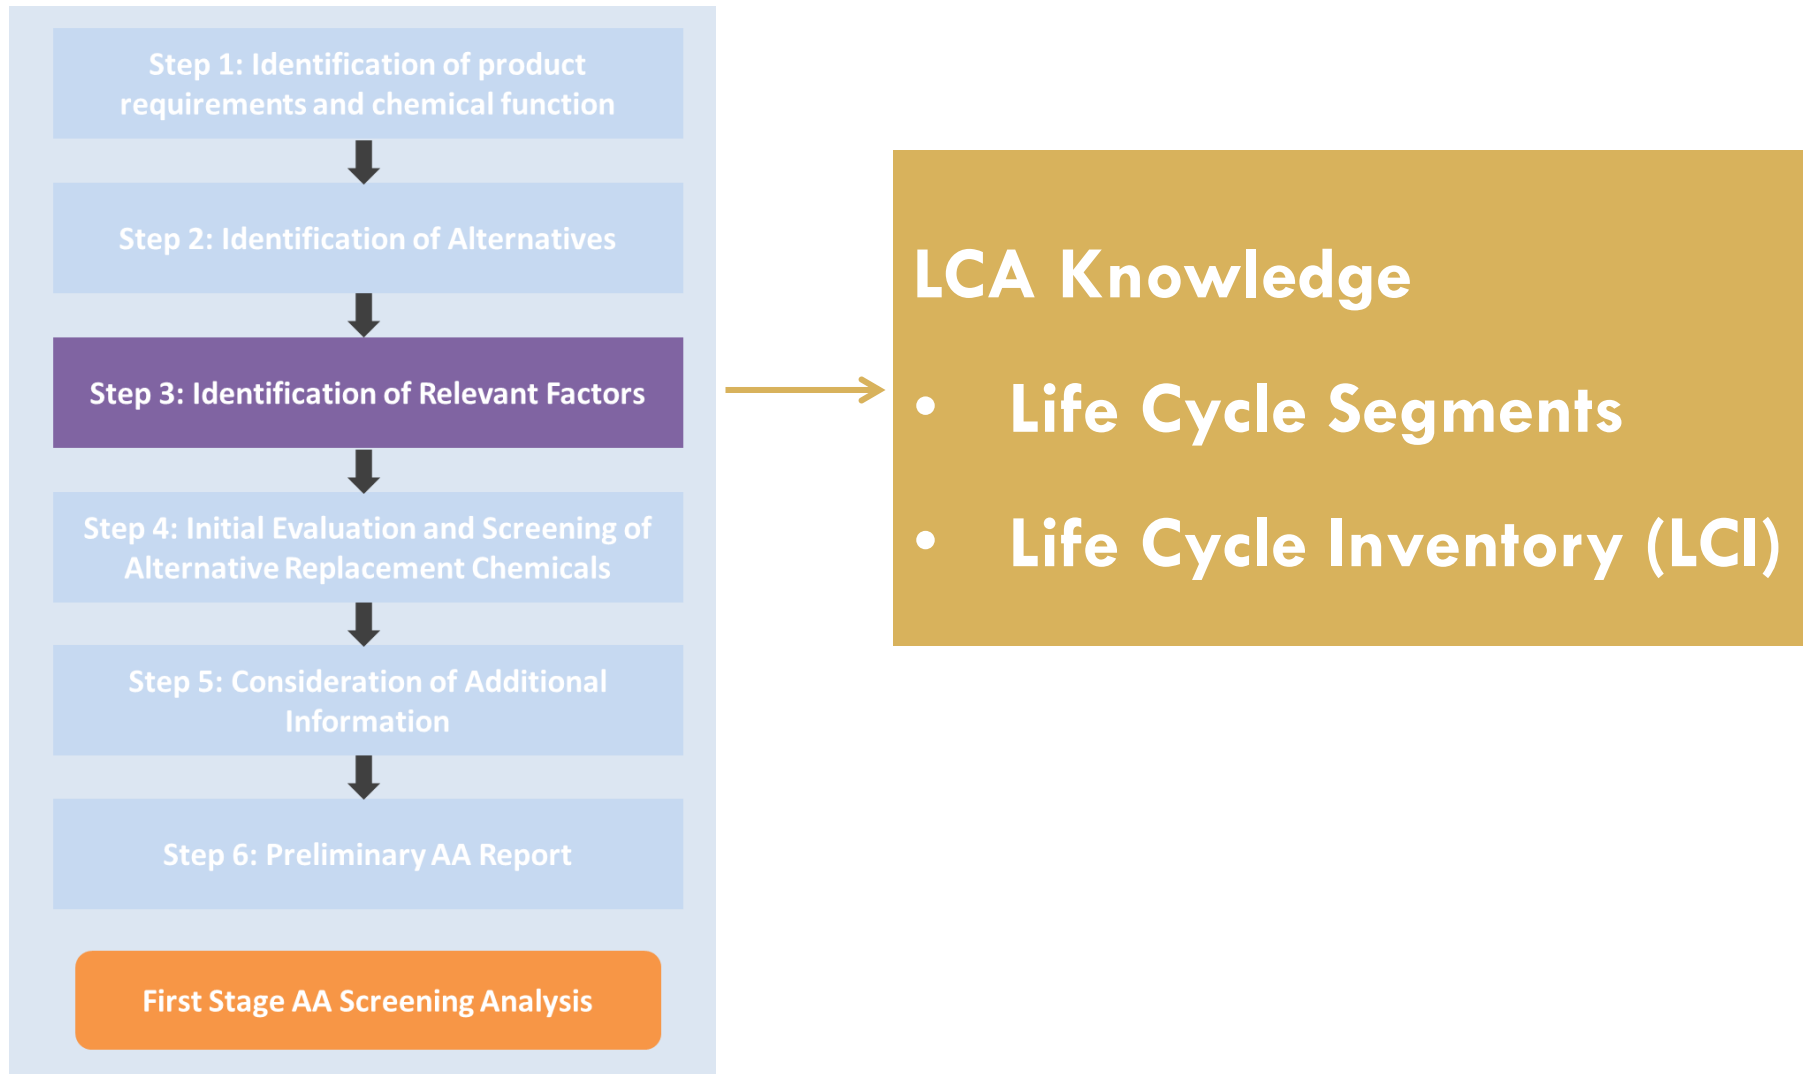 Step 1: Identification of product
requirements and chemical function
Step 2: Identification of Alternatives
Step 3: Identification of Relevant Factors
Step 4: Initial Evaluation and Screening of
Alternative Replacement Chemicals
Step 5: Consideration of Additional
Information
Step 6: Preliminary AA Report
First Stage AA Screening Analysis
LCA Knowledge
• Life Cycle Segments
• Life Cycle Inventory (LCI)